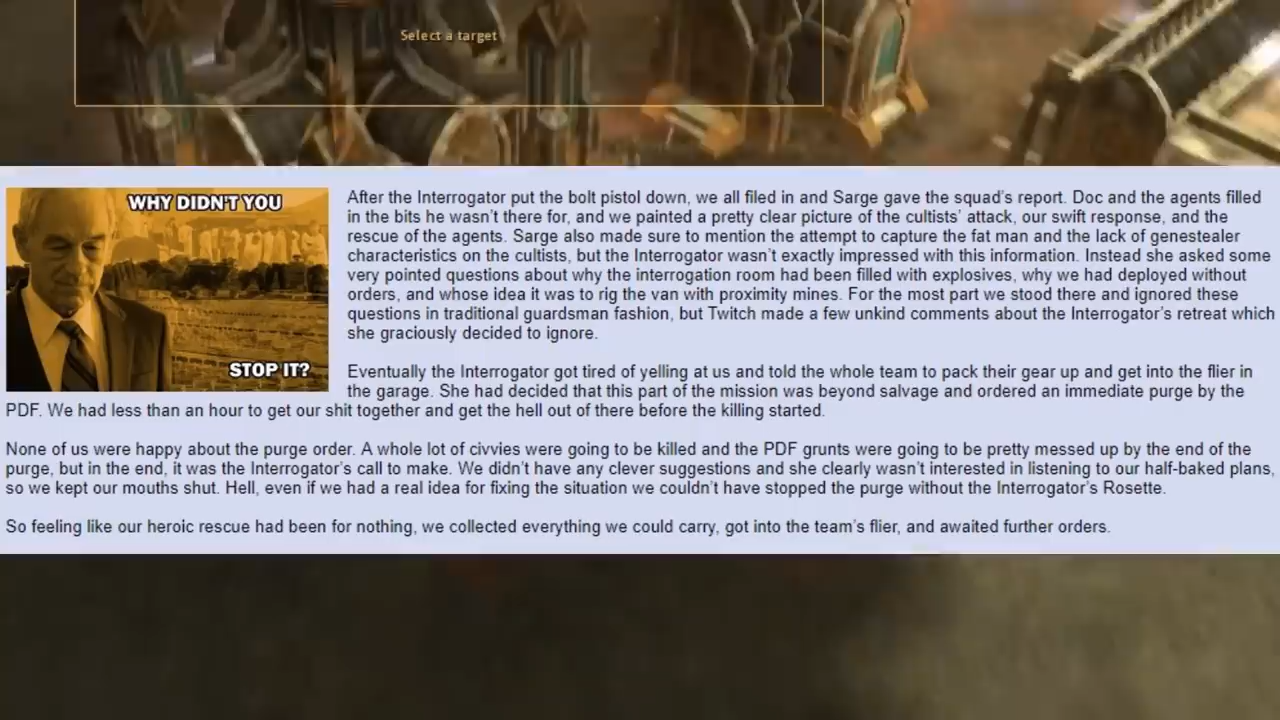 Select a target
WHY DIDN'T YOU
STOP IT?
After the Interrogator put the bolt pistol down, we all filed in and Sarge gave the squad's report. Doc and the agents filled
in the bits he wasn't there for, and we painted a pretty clear picture of the cultists' attack, our swift response, and the
rescue of the agents. Sarge also made sure to mention the attempt to capture the fat man and the lack of genestealer
characteristics on the cultists, but the Interrogator wasn't exactly impressed with this information. Instead she asked some
very pointed questions about why the interrogation room had been filled with explosives, why we had deployed without
orders, and whose idea it was to rig the van with proximity mines. For the most part we stood there and ignored these
questions in traditional guardsman fashion, but Twitch made a few unkind comments about the Interrogator's retreat which
she graciously decided to ignore.
Eventually the Interrogator got tired of yelling at us and told the whole team to pack their gear up and get into the flier in
the garage. She had decided that this part of the mission was beyond salvage and ordered an immediate purge by the
PDF. We had less than an hour to get our shit together and get the hell out of there before the killing started.
None of us were happy about the purge order. A whole lot of civvies were going to be killed and the PDF grunts were going to be pretty messed up by the end of the
purge, but in the end, it was the Interrogator's call to make. We didn't have any clever suggestions and she clearly wasn't interested in listening to our half-baked plans,
so we kept our mouths shut. Hell, even if we had a real idea for fixing the situation we couldn't have stopped the purge without the Interrogator's Rosette.
So feeling like our heroic rescue had been for nothing, we collected everything we could carry, got into the team's flier, and awaited further orders.